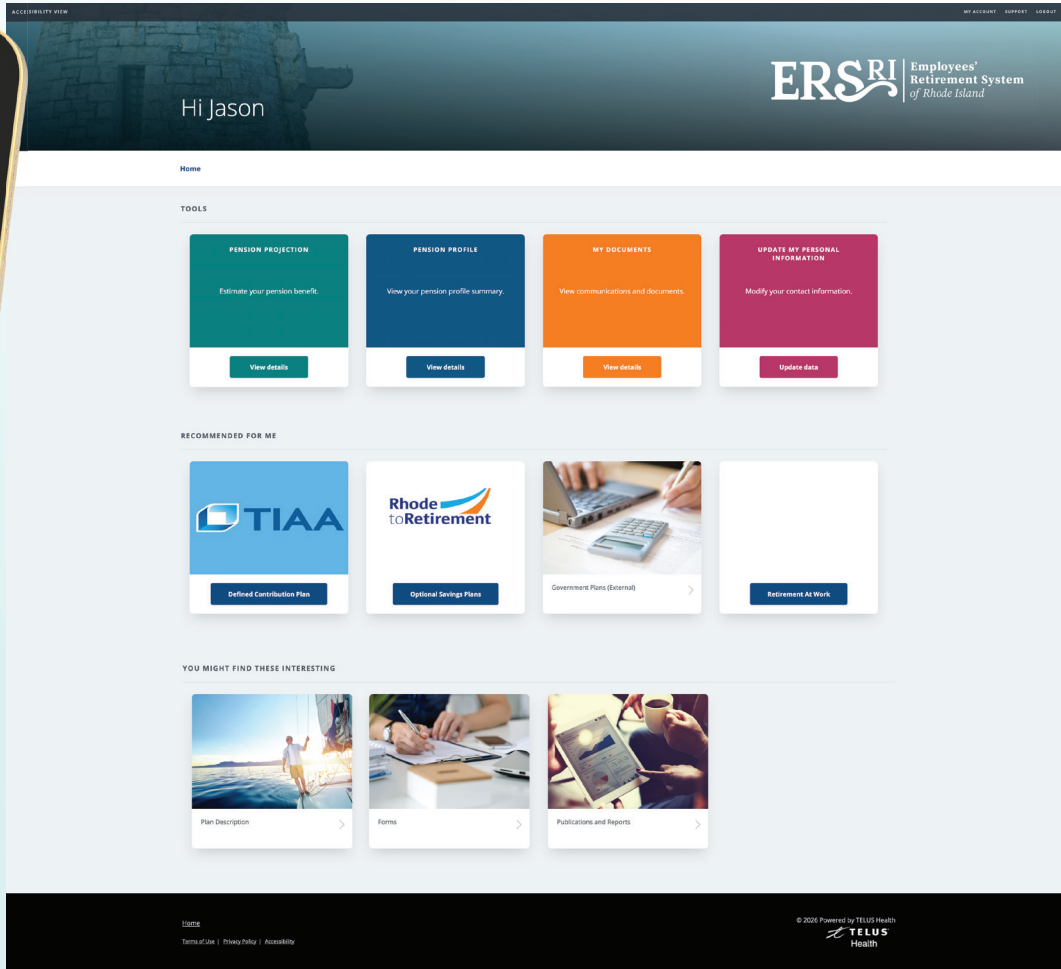 ACCESSIBILITY VIEW
MY ACCOUNT SUPPORT LOGOUT
Hi Jason
ERSRI
Employees'
Retirement System
of Rhode Island
Home
TOOLS
PENSION PROJECTION
Estimate your pension benefit.
View details
PENSION PROFILE
View your pension profile summary.
View details
MY DOCUMENTS
View communications and documents.
View details
UPDATE MY PERSONAL
INFORMATION
Modify your contact information.
Update data
RECOMMENDED FOR ME
TIAA
Defined Contribution Plan
Rhode
toRetirement
Optional Savings Plans
Government Plans (External)
Retirement At Work
YOU MIGHT FIND THESE INTERESTING
Plan Description
Forms
Publications and Reports
Home
Terms of Use | Privacy Policy | Accessibility
© 2026 Powered by TELUS Health
TELUS
Health